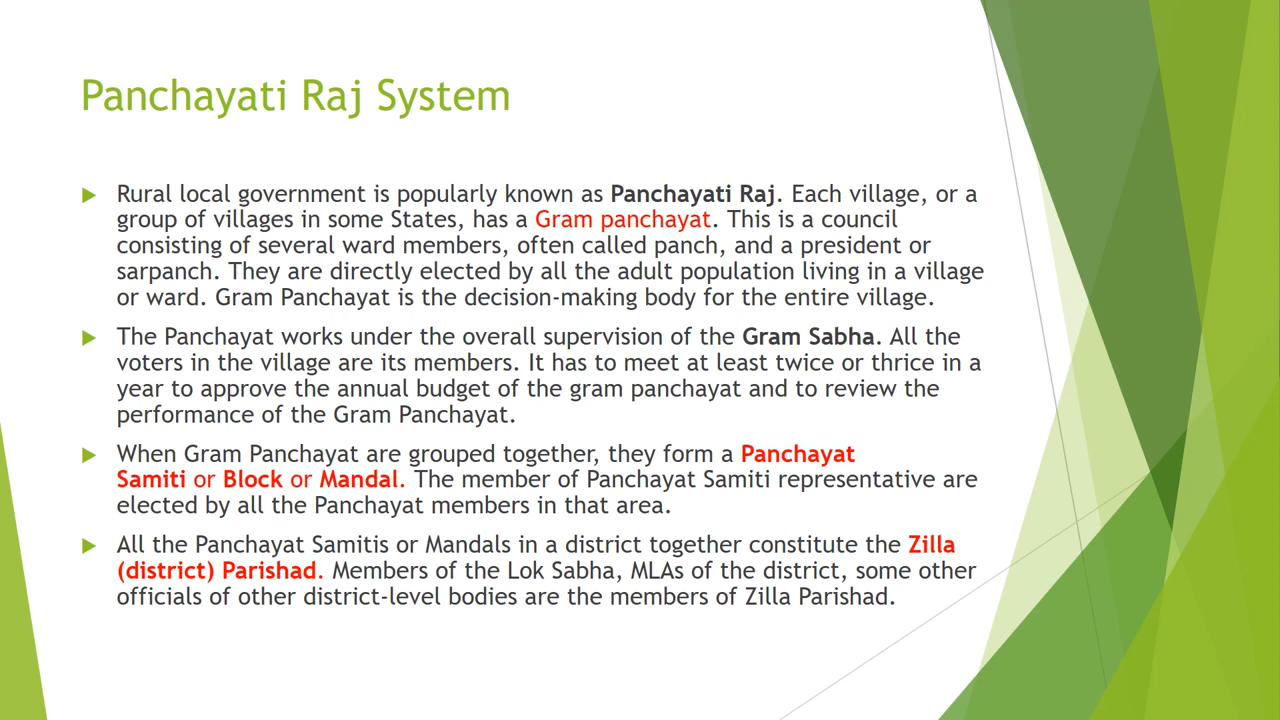 Panchayati Raj System
Rural local government is popularly known as Panchayati Raj. Each village, or a
group of villages in some States, has a Gram panchayat. This is a council
consisting of several ward members, often called panch, and a president or
sarpanch. They are directly elected by all the adult population living in a village
or ward. Gram Panchayat is the decision-making body for the entire village.
The Panchayat works under the overall supervision of the Gram Sabha. All the
voters in the village are its members. It has to meet at least twice or thrice in a
year to approve the annual budget of the gram panchayat and to review the
performance of the Gram Panchayat.
When Gram Panchayat are grouped together, they form a Panchayat
Samiti or Block or Mandal. The member of Panchayat Samiti representative are
elected by all the Panchayat members in that area.
All the Panchayat Samitis or Mandals in a district together constitute the Zilla
(district) Parishad. Members of the Lok Sabha, MLAs of the district, some other
officials of other district-level bodies are the members of Zilla Parishad.